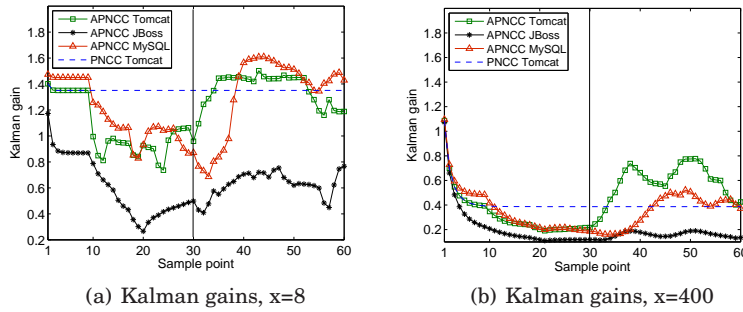 APNCC Tomcat
APNCC JBoss
APNCC MySQL
PNCC Tomcat
1.8
1.6
1.4
1.2
1
0.8
0.6
0.4
0.2
Kalman gain
1 10 20 30 40 50 60
Sample point
(a) Kalman gains, x=8
APNCC Tomcat
APNCC JBoss
APNCC MySQL
PNCC Tomcat
1.8
1.6
1.4
1.2
1
0.8
0.6
0.4
0.2
Kalman gain
1 10 20 30 40 50 60
Sample point
(b) Kalman gains, x=400